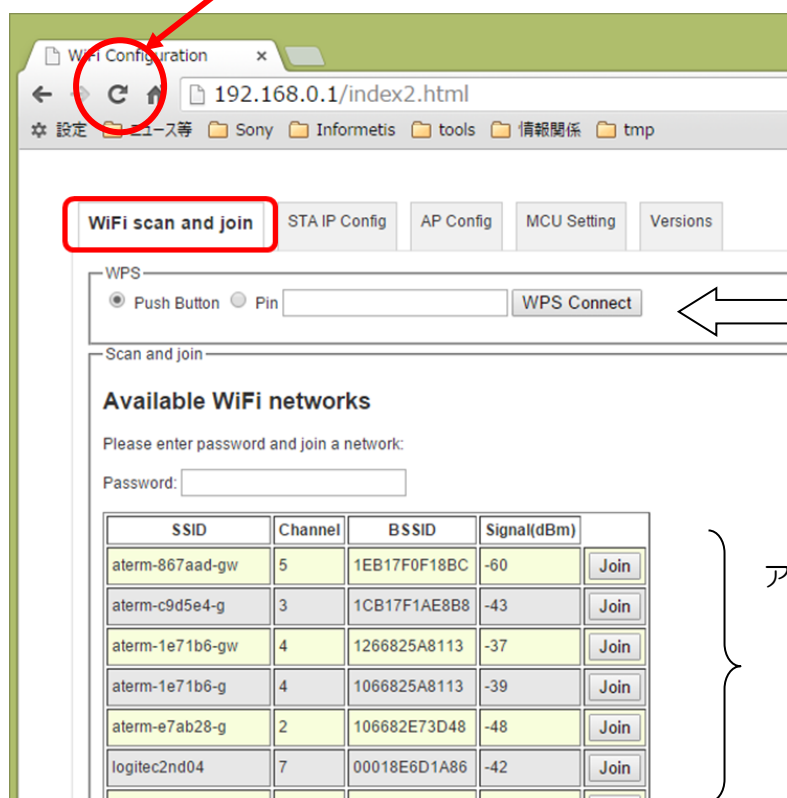 WiFi Configuration ×
192.168.0.1/index2.html
設定 ニュース等 Sony Informetis tools 情報関係 tmp
WiFi scan and join STA IP Config AP Config MCU Setting Versions
WPS
Push Button Pin WPS Connect
Scan and join
Available WiFi networks
Please enter password and join a network:
Password:
SSID Channel BSSID Signal(dBm)
aterm-867aad-gw 5 1EB17F0F18BC -60 Join
aterm-c9d5e4-g 3 1CB17F1AE8B8 -43 Join
ア
aterm-1e71b6-gw 4 1266825A8113 -37 Join
aterm-1e71b6-g 4 1066825A8113 -39 Join
aterm-e7ab28-g 2 106682E73D48 -48 Join
logitec2nd04 7 00018E6D1A86 -42 Join